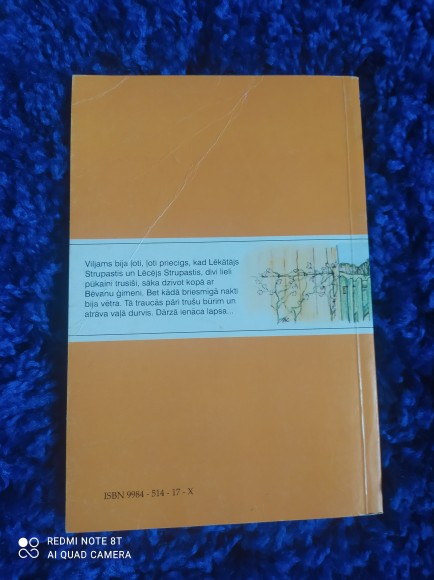 Viljams bija ļoti, ļoti priecīgs, kad Lēkātājs
Strupastis un Lēcējs Strupastis, divi lieli
pūkaini trusīši, sāka dzīvot kopā ar
Bevanu ģimeni. Bet kādā briesmīgā naktī
bija vētra. Tā traucās pāri trušu būrim un
atrāva vaļā durvis. Dārzā ienāca lapsa...
ISBN 9984 - 514 - 17 - X
REDMI NOTE 8T
AI QUAD CAMERA